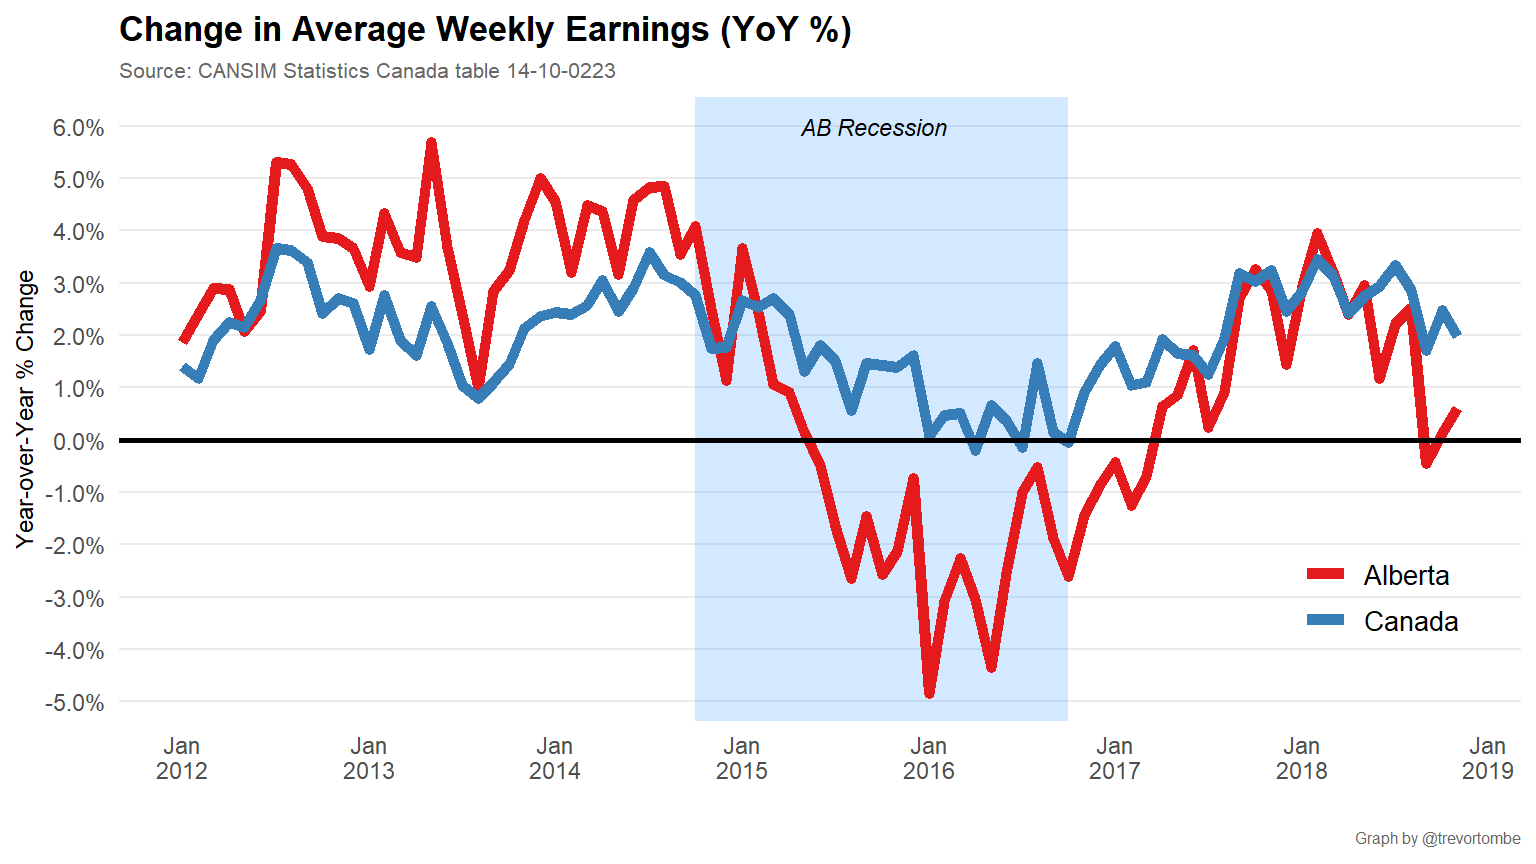 Change in Average Weekly Earnings (YoY %)
Source: CANSIM Statistics Canada table 14-10-0223
AB Recession
Year-over-Year % Change
6.0%
5.0%
4.0%
3.0%
2.0%
1.0%
0.0%
-1.0%
-2.0%
-3.0%
-4.0%
-5.0%
Alberta
Canada
Jan
2012
Jan
2013
Jan
2014
Jan
2015
Jan
2016
Jan
2017
Jan
2018
Jan
2019
Graph by @trevortombe